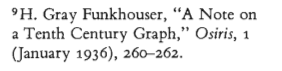 ⁹H. Gray Funkhouser, “A Note on
a Tenth Century Graph,” Osiris, 1
(January 1936), 260–262.